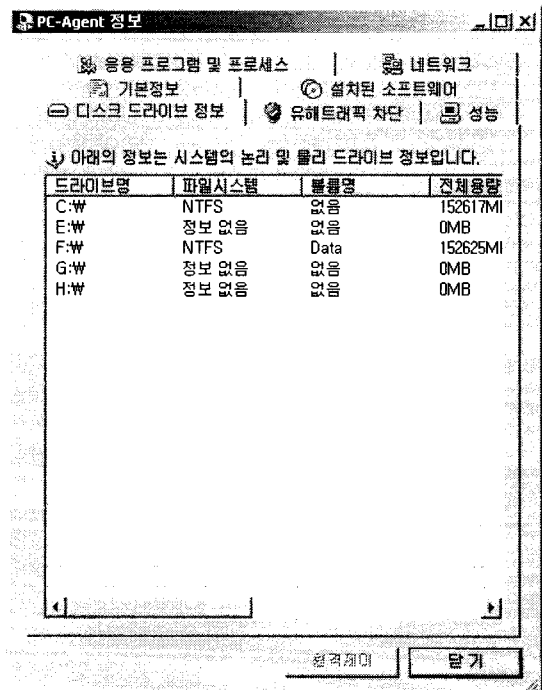 PC-Agent 정보
응용 프로그램 및 프로세스 | 네트워크
기본정보 | 설치된 소프트웨어
디스크 드라이브 정보 | 유해트래픽 차단 | 성능
아래의 정보는 시스템의 논리 및 물리 드라이브 정보입니다.
드라이브명 파일시스템 볼륨명 전체용량
C:₩ NTFS 없음 152617MI
E:₩ 정보 없음 없음 0MB
F:₩ NTFS Data 152625MI
G:₩ 정보 없음 없음 0MB
H:₩ 정보 없음 없음 0MB
원격제어 닫기